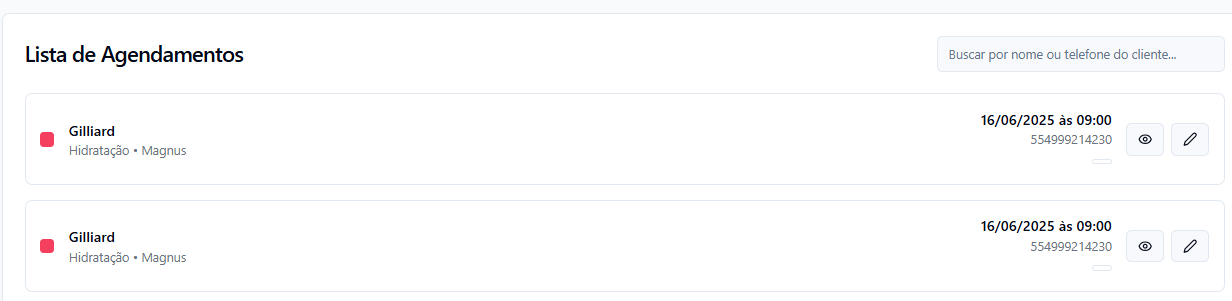 Lista de Agendamentos
Buscar por nome ou telefone do cliente...
Gilliard
Hidratação • Magnus
16/06/2025 às 09:00
554999214230
Gilliard
Hidratação • Magnus
16/06/2025 às 09:00
554999214230